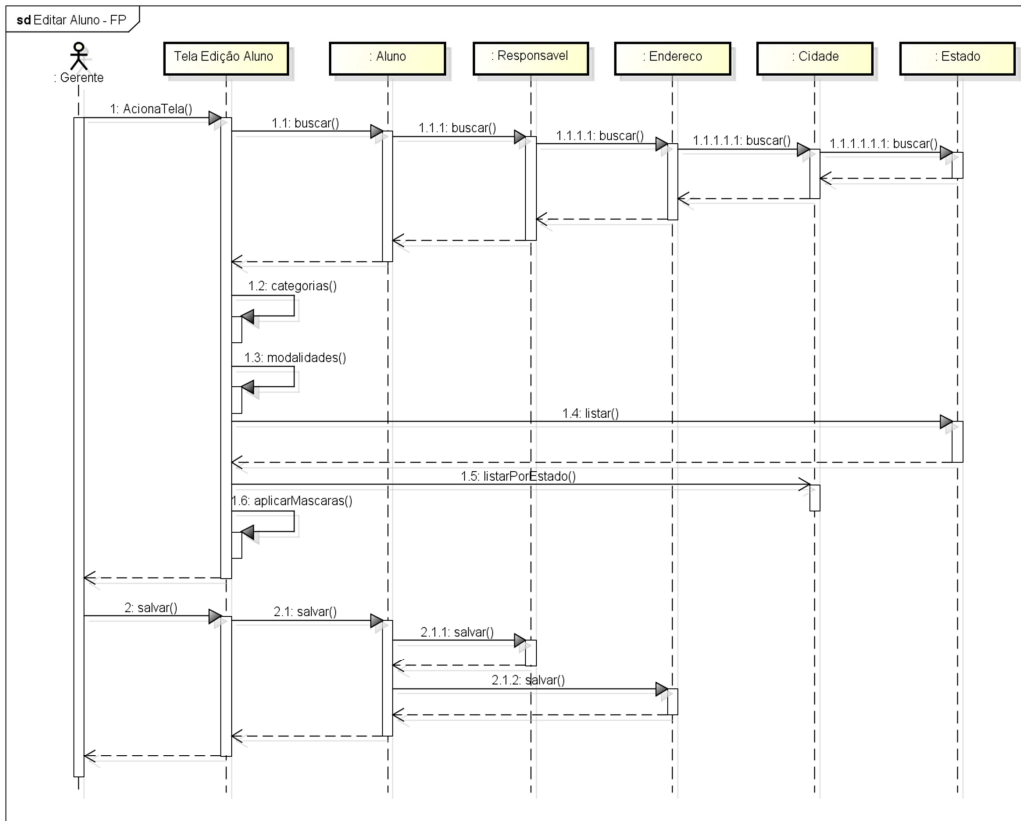 sd Editar Aluno - FP
: Gerente
Tela Edição Aluno
: Aluno
: Responsavel
: Endereco
: Cidade
: Estado
1: AcionaTela()
1.1: buscar()
1.1.1: buscar()
1.1.1.1: buscar()
1.1.1.1.1: buscar()
1.1.1.1.1.1: buscar()
1.2: categorias()
1.3: modalidades()
1.4: listar()
1.5: listarPorEstado()
1.6: aplicarMascaras()
2: salvar()
2.1: salvar()
2.1.1: salvar()
2.1.2: salvar()